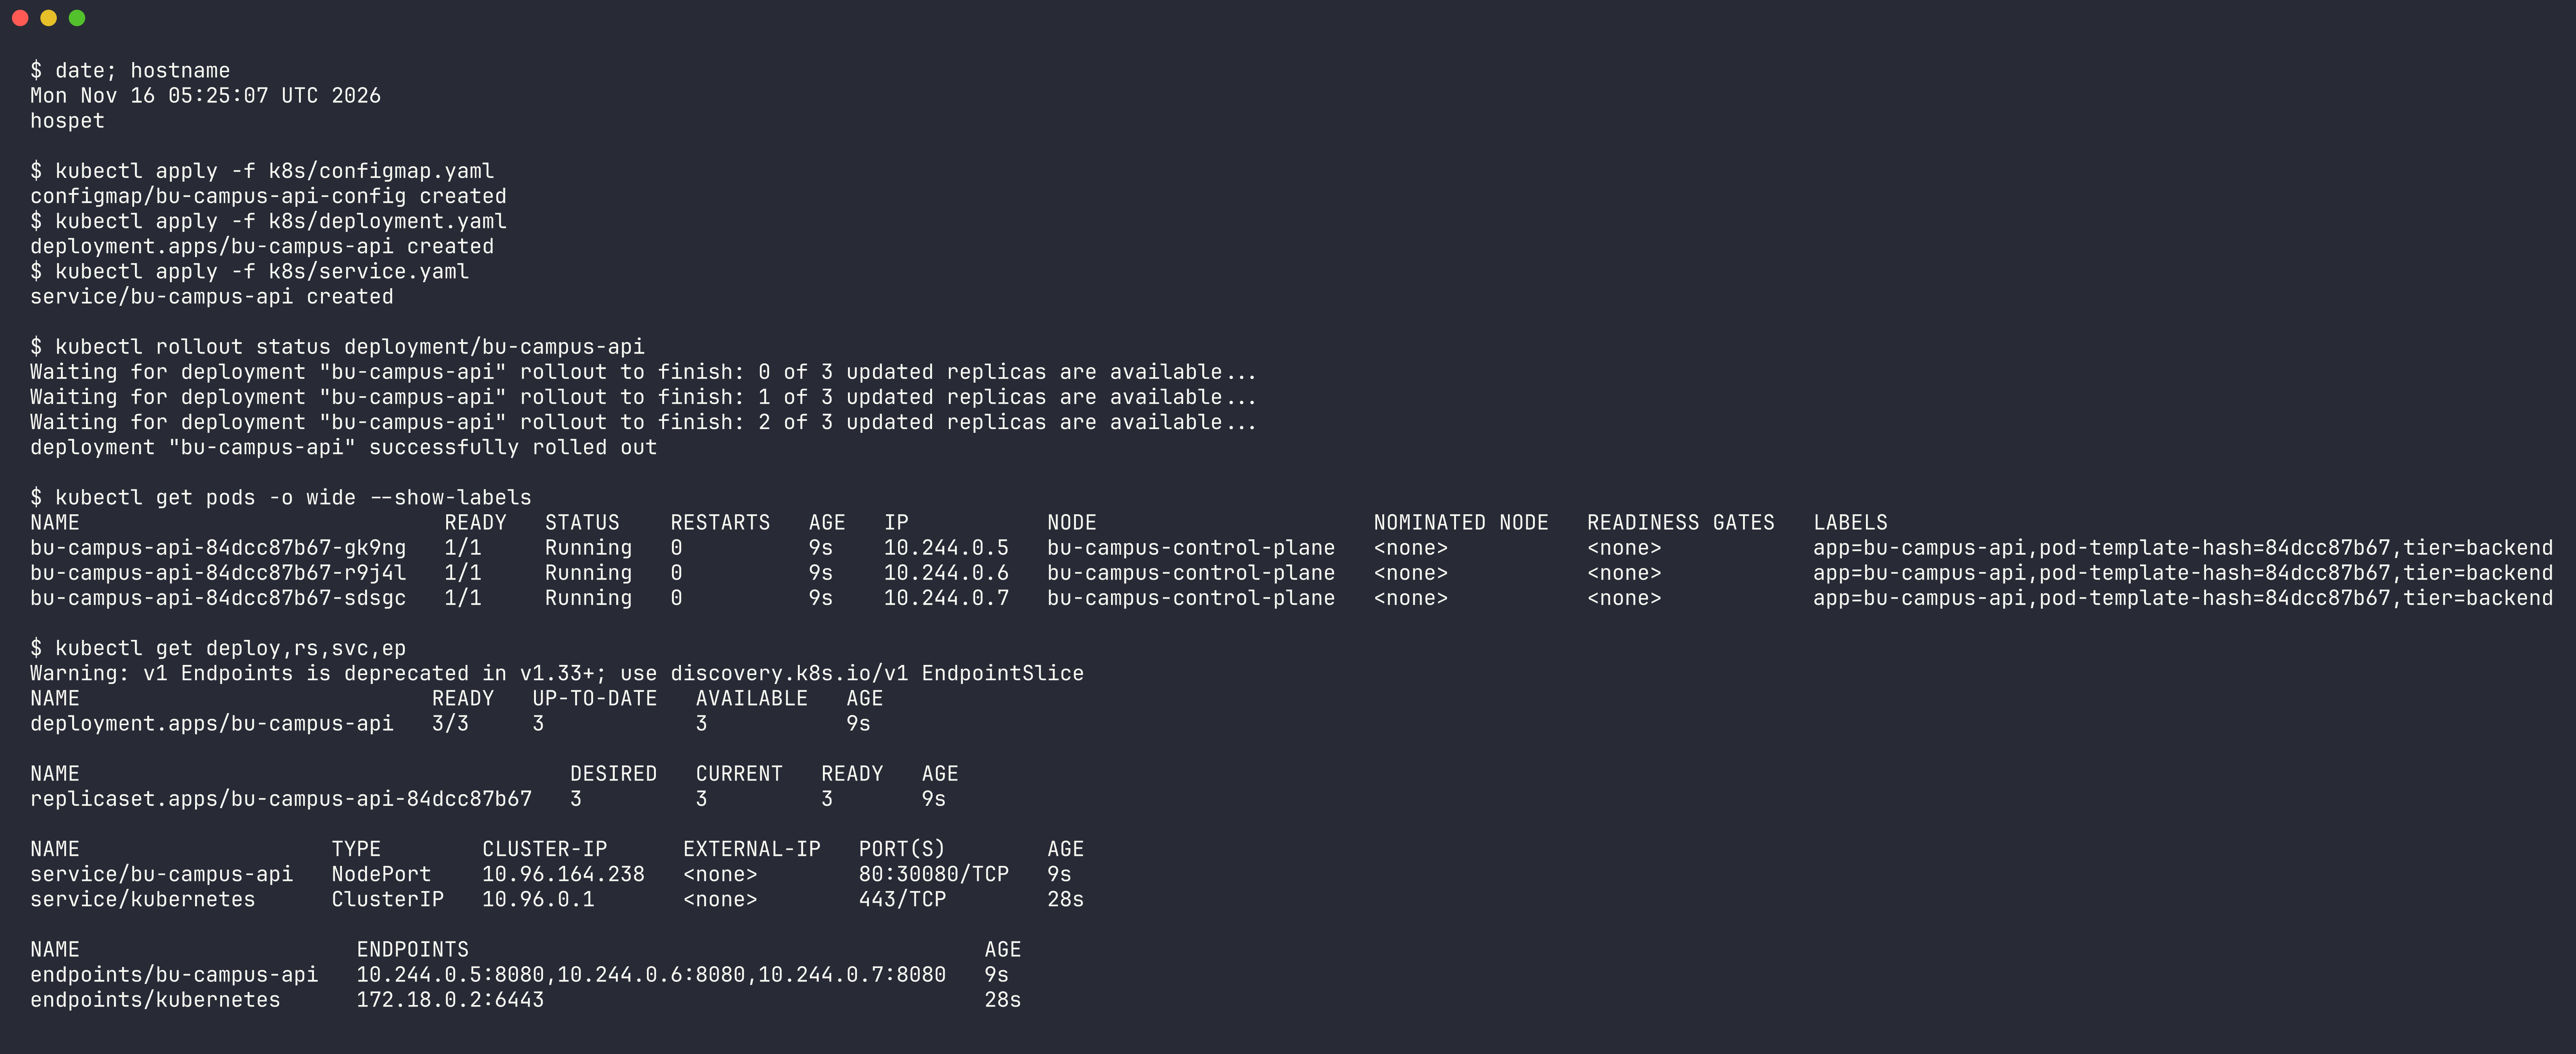 $ date; hostname
Mon Nov 16 05:25:07 UTC 2026
hospet
$ kubectl apply -f k8s/configmap.yaml
configmap/bu-campus-api-config created
$ kubectl apply -f k8s/deployment.yaml
deployment.apps/bu-campus-api created
$ kubectl apply -f k8s/service.yaml
service/bu-campus-api created
$ kubectl rollout status deployment/bu-campus-api
Waiting for deployment "bu-campus-api" rollout to finish: 0 of 3 updated replicas are available...
Waiting for deployment "bu-campus-api" rollout to finish: 1 of 3 updated replicas are available...
Waiting for deployment "bu-campus-api" rollout to finish: 2 of 3 updated replicas are available...
deployment "bu-campus-api" successfully rolled out
$ kubectl get pods -o wide --show-labels
NAME READY STATUS RESTARTS AGE IP NODE NOMINATED NODE READINESS GATES LABELS
bu-campus-api-84dcc87b67-gk9ng 1/1 Running 0 9s 10.244.0.5 bu-campus-control-plane <none> <none> app=bu-campus-api,pod-template-hash=84dcc87b67,tier=backend
bu-campus-api-84dcc87b67-r9j4l 1/1 Running 0 9s 10.244.0.6 bu-campus-control-plane <none> <none> app=bu-campus-api,pod-template-hash=84dcc87b67,tier=backend
bu-campus-api-84dcc87b67-sdsgc 1/1 Running 0 9s 10.244.0.7 bu-campus-control-plane <none> <none> app=bu-campus-api,pod-template-hash=84dcc87b67,tier=backend
$ kubectl get deploy,rs,svc,ep
Warning: v1 Endpoints is deprecated in v1.33+; use discovery.k8s.io/v1 EndpointSlice
NAME READY UP-TO-DATE AVAILABLE AGE
deployment.apps/bu-campus-api 3/3 3 3 9s
NAME DESIRED CURRENT READY AGE
replicaset.apps/bu-campus-api-84dcc87b67 3 3 3 9s
NAME TYPE CLUSTER-IP EXTERNAL-IP PORT(S) AGE
service/bu-campus-api NodePort 10.96.164.238 <none> 80:30080/TCP 9s
service/kubernetes ClusterIP 10.96.0.1 <none> 443/TCP 28s
NAME ENDPOINTS AGE
endpoints/bu-campus-api 10.244.0.5:8080,10.244.0.6:8080,10.244.0.7:8080 9s
endpoints/kubernetes 172.18.0.2:6443 28s